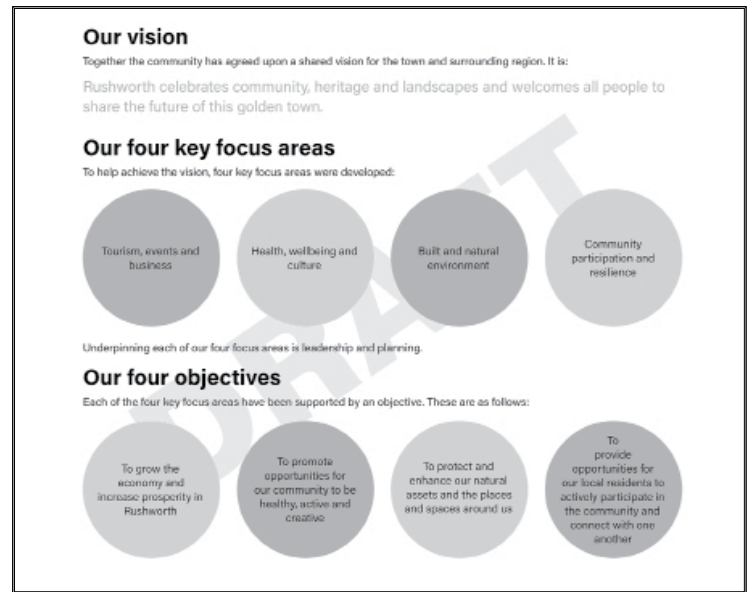 Our vision
Together the community has agreed upon a shared vision for the town and surrounding region. It is:
Rushworth celebrates community, heritage and landscapes and welcomes all people to
share the future of this golden town.
Our four key focus areas
To help achieve the vision, four key focus areas were developed:
Tourism, events and
business
Health, wellbeing and
culture
Built and natural
environment
Community
participation and
resilience
Underpinning each of our four focus areas is leadership and planning.
Our four objectives
Each of the four key focus areas have been supported by an objective. These are as follows:
To grow the
economy and
increase prosperity in
Rushworth
To promote
opportunities for
our community to be
healthy, active and
creative
To protect and
enhance our natural
assets and the places
and spaces around us
To
provide
opportunities for
our local residents to
actively participate in
the community and
connect with one
another
DRAFT